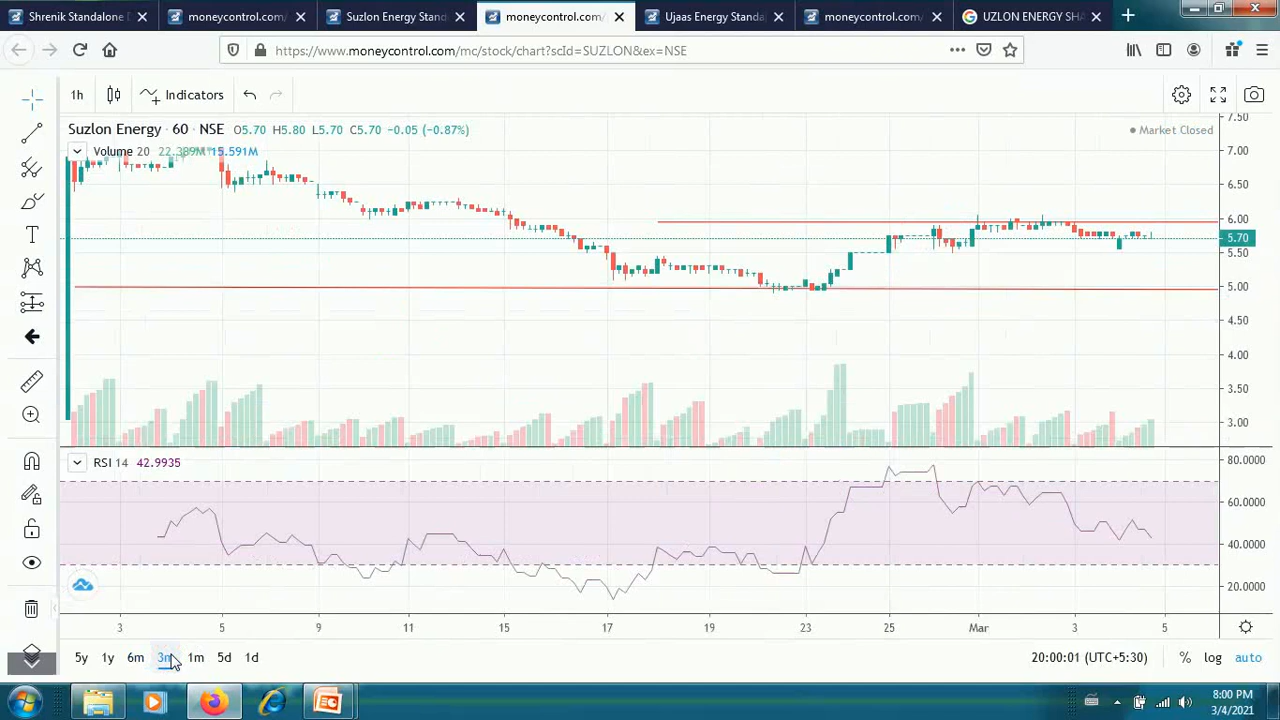 Shrenik Standalone D
moneycontrol.com/
Suzlon Energy Stand
moneycontrol.com/
Ujaas Energy Standa
moneycontrol.com/
UZLON ENERGY SHA
https://www.moneycontrol.com/mc/stock/chart?scId=SUZLON&ex=NSE
1h
Indicators
Suzlon Energy · 60 · NSE O5.70 H5.80 L5.70 C5.70 −0.05 (−0.87%)
Market Closed
Volume 20 22.389M 15.591M
7.50
7.00
6.50
6.00
5.70
5.50
5.00
4.50
4.00
3.50
3.00
RSI 14 42.9935
80.0000
60.0000
40.0000
20.0000
3 5 9 11 15 17 19 23 25 Mar 3 5
5y 1y 6m 3m 1m 5d 1d
20:00:01 (UTC+5:30) % log auto
8:00 PM
3/4/2021